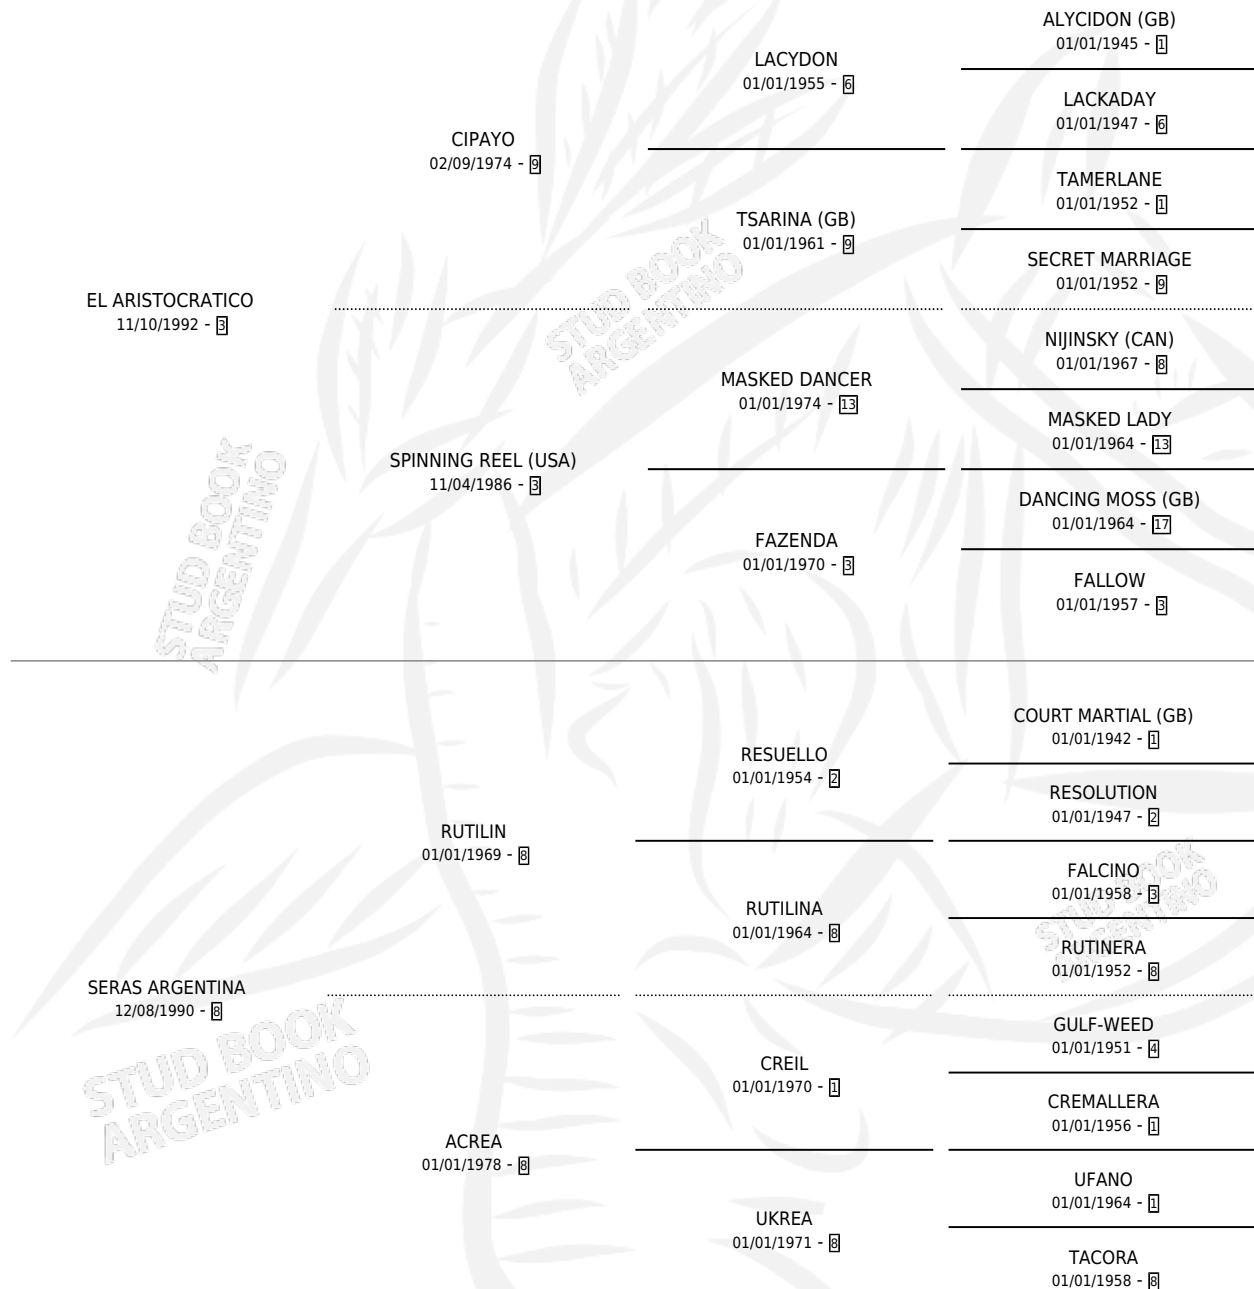 ALYCIDON (GB)
01/01/1945 - 1
LACYDON
01/01/1955 - 6
LACKADAY
01/01/1947 - 6
CIPAYO
02/09/1974 - 9
TAMERLANE
01/01/1952 - 1
TSARINA (GB)
01/01/1961 - 9
SECRET MARRIAGE
01/01/1952 - 9
EL ARISTOCRATICO
11/10/1992 - 3
STUD BOOK
ARGENTINO
NIJINSKY (CAN)
01/01/1967 - 8
MASKED DANCER
01/01/1974 - 13
MASKED LADY
01/01/1964 - 13
SPINNING REEL (USA)
11/04/1986 - 3
DANCING MOSS (GB)
01/01/1964 - 17
FAZENDA
01/01/1970 - 3
FALLOW
01/01/1957 - 3
STUD BOOK
ARGENTINO
COURT MARTIAL (GB)
01/01/1942 - 1
RESUELLO
01/01/1954 - 2
RESOLUTION
01/01/1947 - 2
RUTILIN
01/01/1969 - 8
FALCINO
01/01/1958 - 3
RUTILINA
01/01/1964 - 8
STUD BOOK
ARGENTINO
RUTINERA
01/01/1952 - 8
SERAS ARGENTINA
12/08/1990 - 8
GULF-WEED
01/01/1951 - 4
CREIL
01/01/1970 - 1
STUD BOOK
ARGENTINO
CREMALLERA
01/01/1956 - 1
ACREA
01/01/1978 - 8
UFANO
01/01/1964 - 1
UKREA
01/01/1971 - 8
TACORA
01/01/1958 - 8